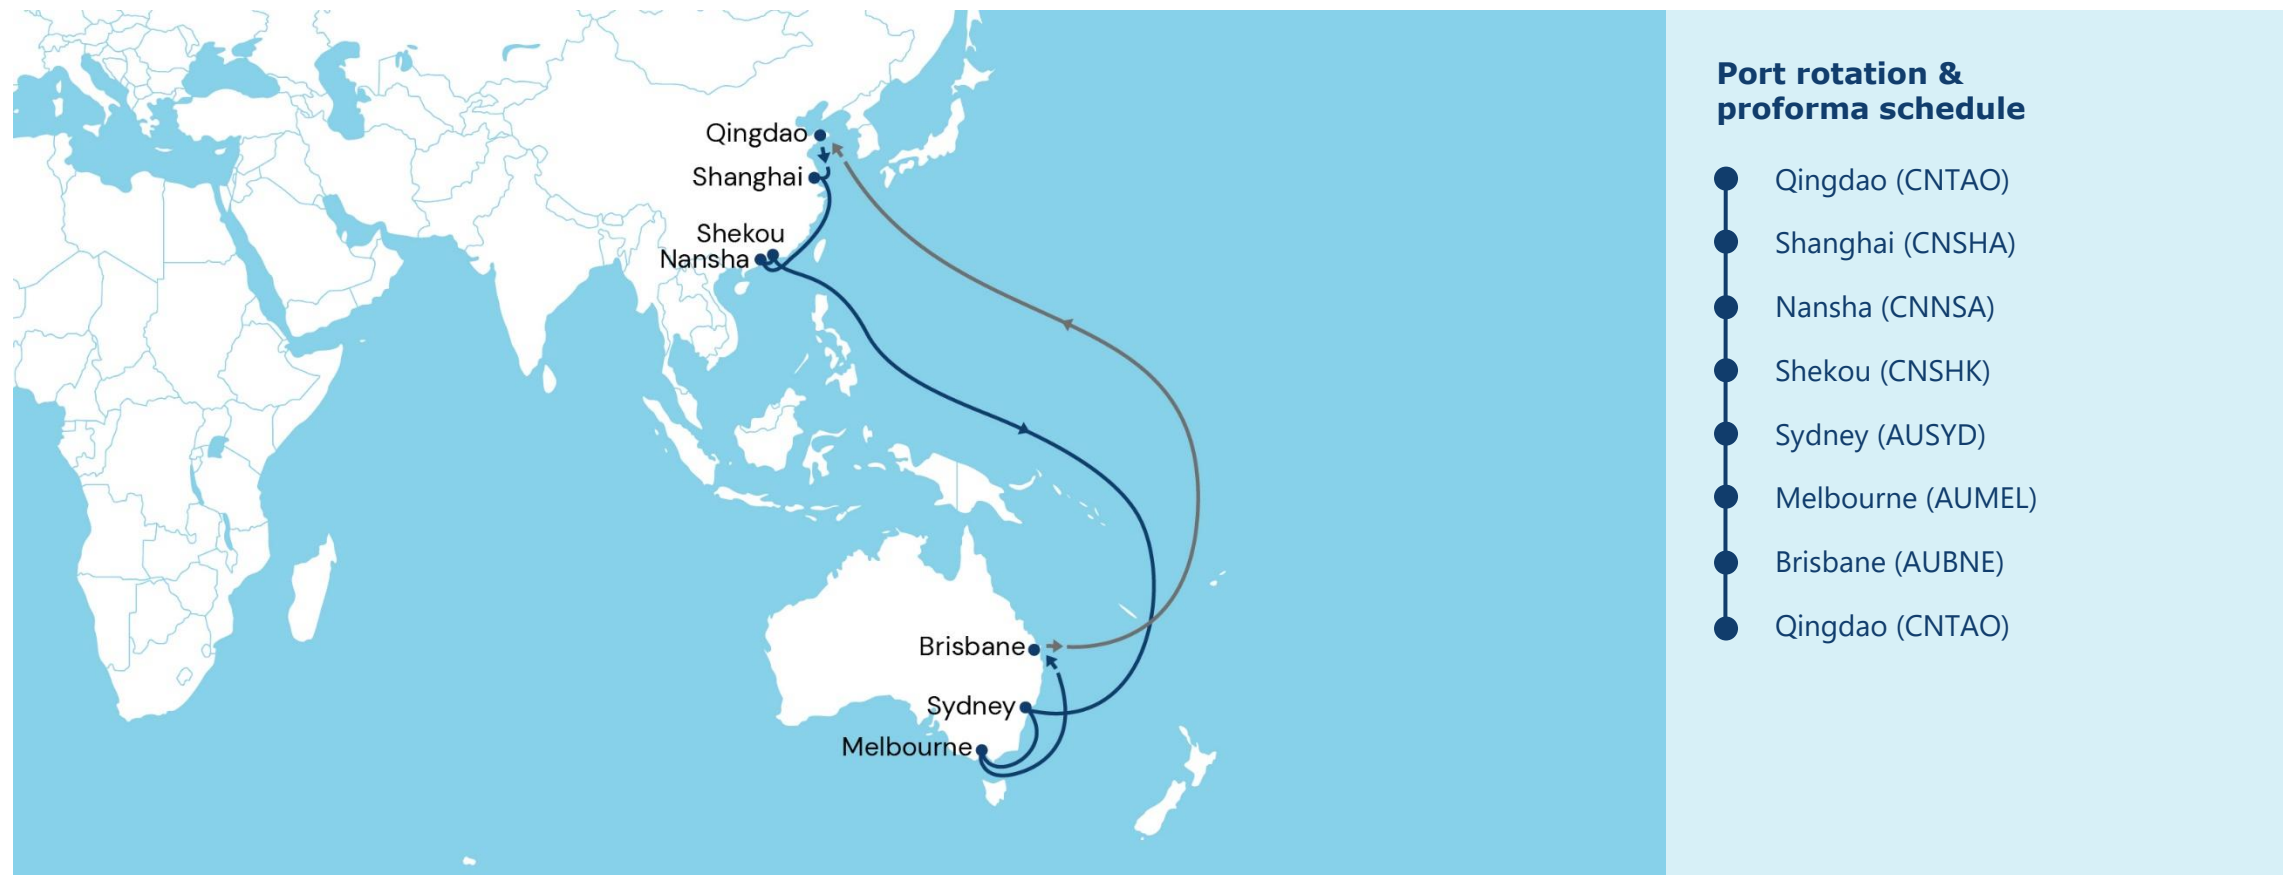 Qingdao
Shanghai
Shekou
Nansha
Brisbane
Sydney
Melbourne
Port rotation &
proforma schedule
Qingdao (CNTAO)
Shanghai (CNSHA)
Nansha (CNNSA)
Shekou (CNSHK)
Sydney (AUSYD)
Melbourne (AUMEL)
Brisbane (AUBNE)
Qingdao (CNTAO)